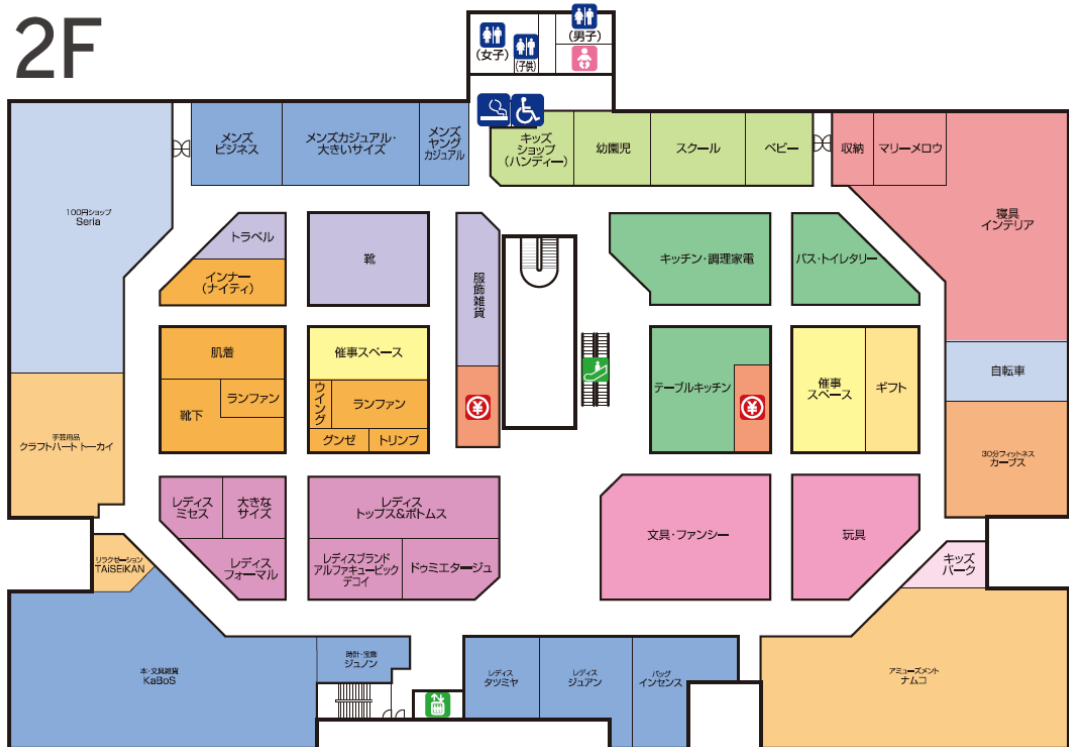 2F
(女子)
(子供)
(男子)
メンズ
ビジネス
メンズカジュアル・
大きいサイズ
メンズ
ヤング
カジュアル
キッズ
ショップ
(ハンディー)
幼園児
スクール
ベビー
収納
マリーメロウ
寝具
インテリア
100円ショップ
Seria
トラベル
インナー
(ナイティ)
靴
服飾雑貨
キッチン・調理家電
バス・トイレタリー
肌着
靴下
ランファン
催事スペース
ウイング
ランファン
グンゼ
トリンプ
¥
テーブルキッチン
¥
催事
スペース
ギフト
自転車
30分フィットネス
カーブス
手芸用品
クラフトハート トーカイ
レディス
ミセス
大きな
サイズ
レディス
フォーマル
レディス
トップス&ボトムス
レディスブランド
アルファキュービック
デコイ
ドゥミエタージュ
文具・ファンシー
玩具
キッズ
パーク
リラクゼーション
TAiSEiKAN
本・文具雑貨
KaBoS
時計・宝飾
ジュノン
レディス
タツミヤ
レディス
ジュアン
バッグ
インセンス
アミューズメント
ナムコ